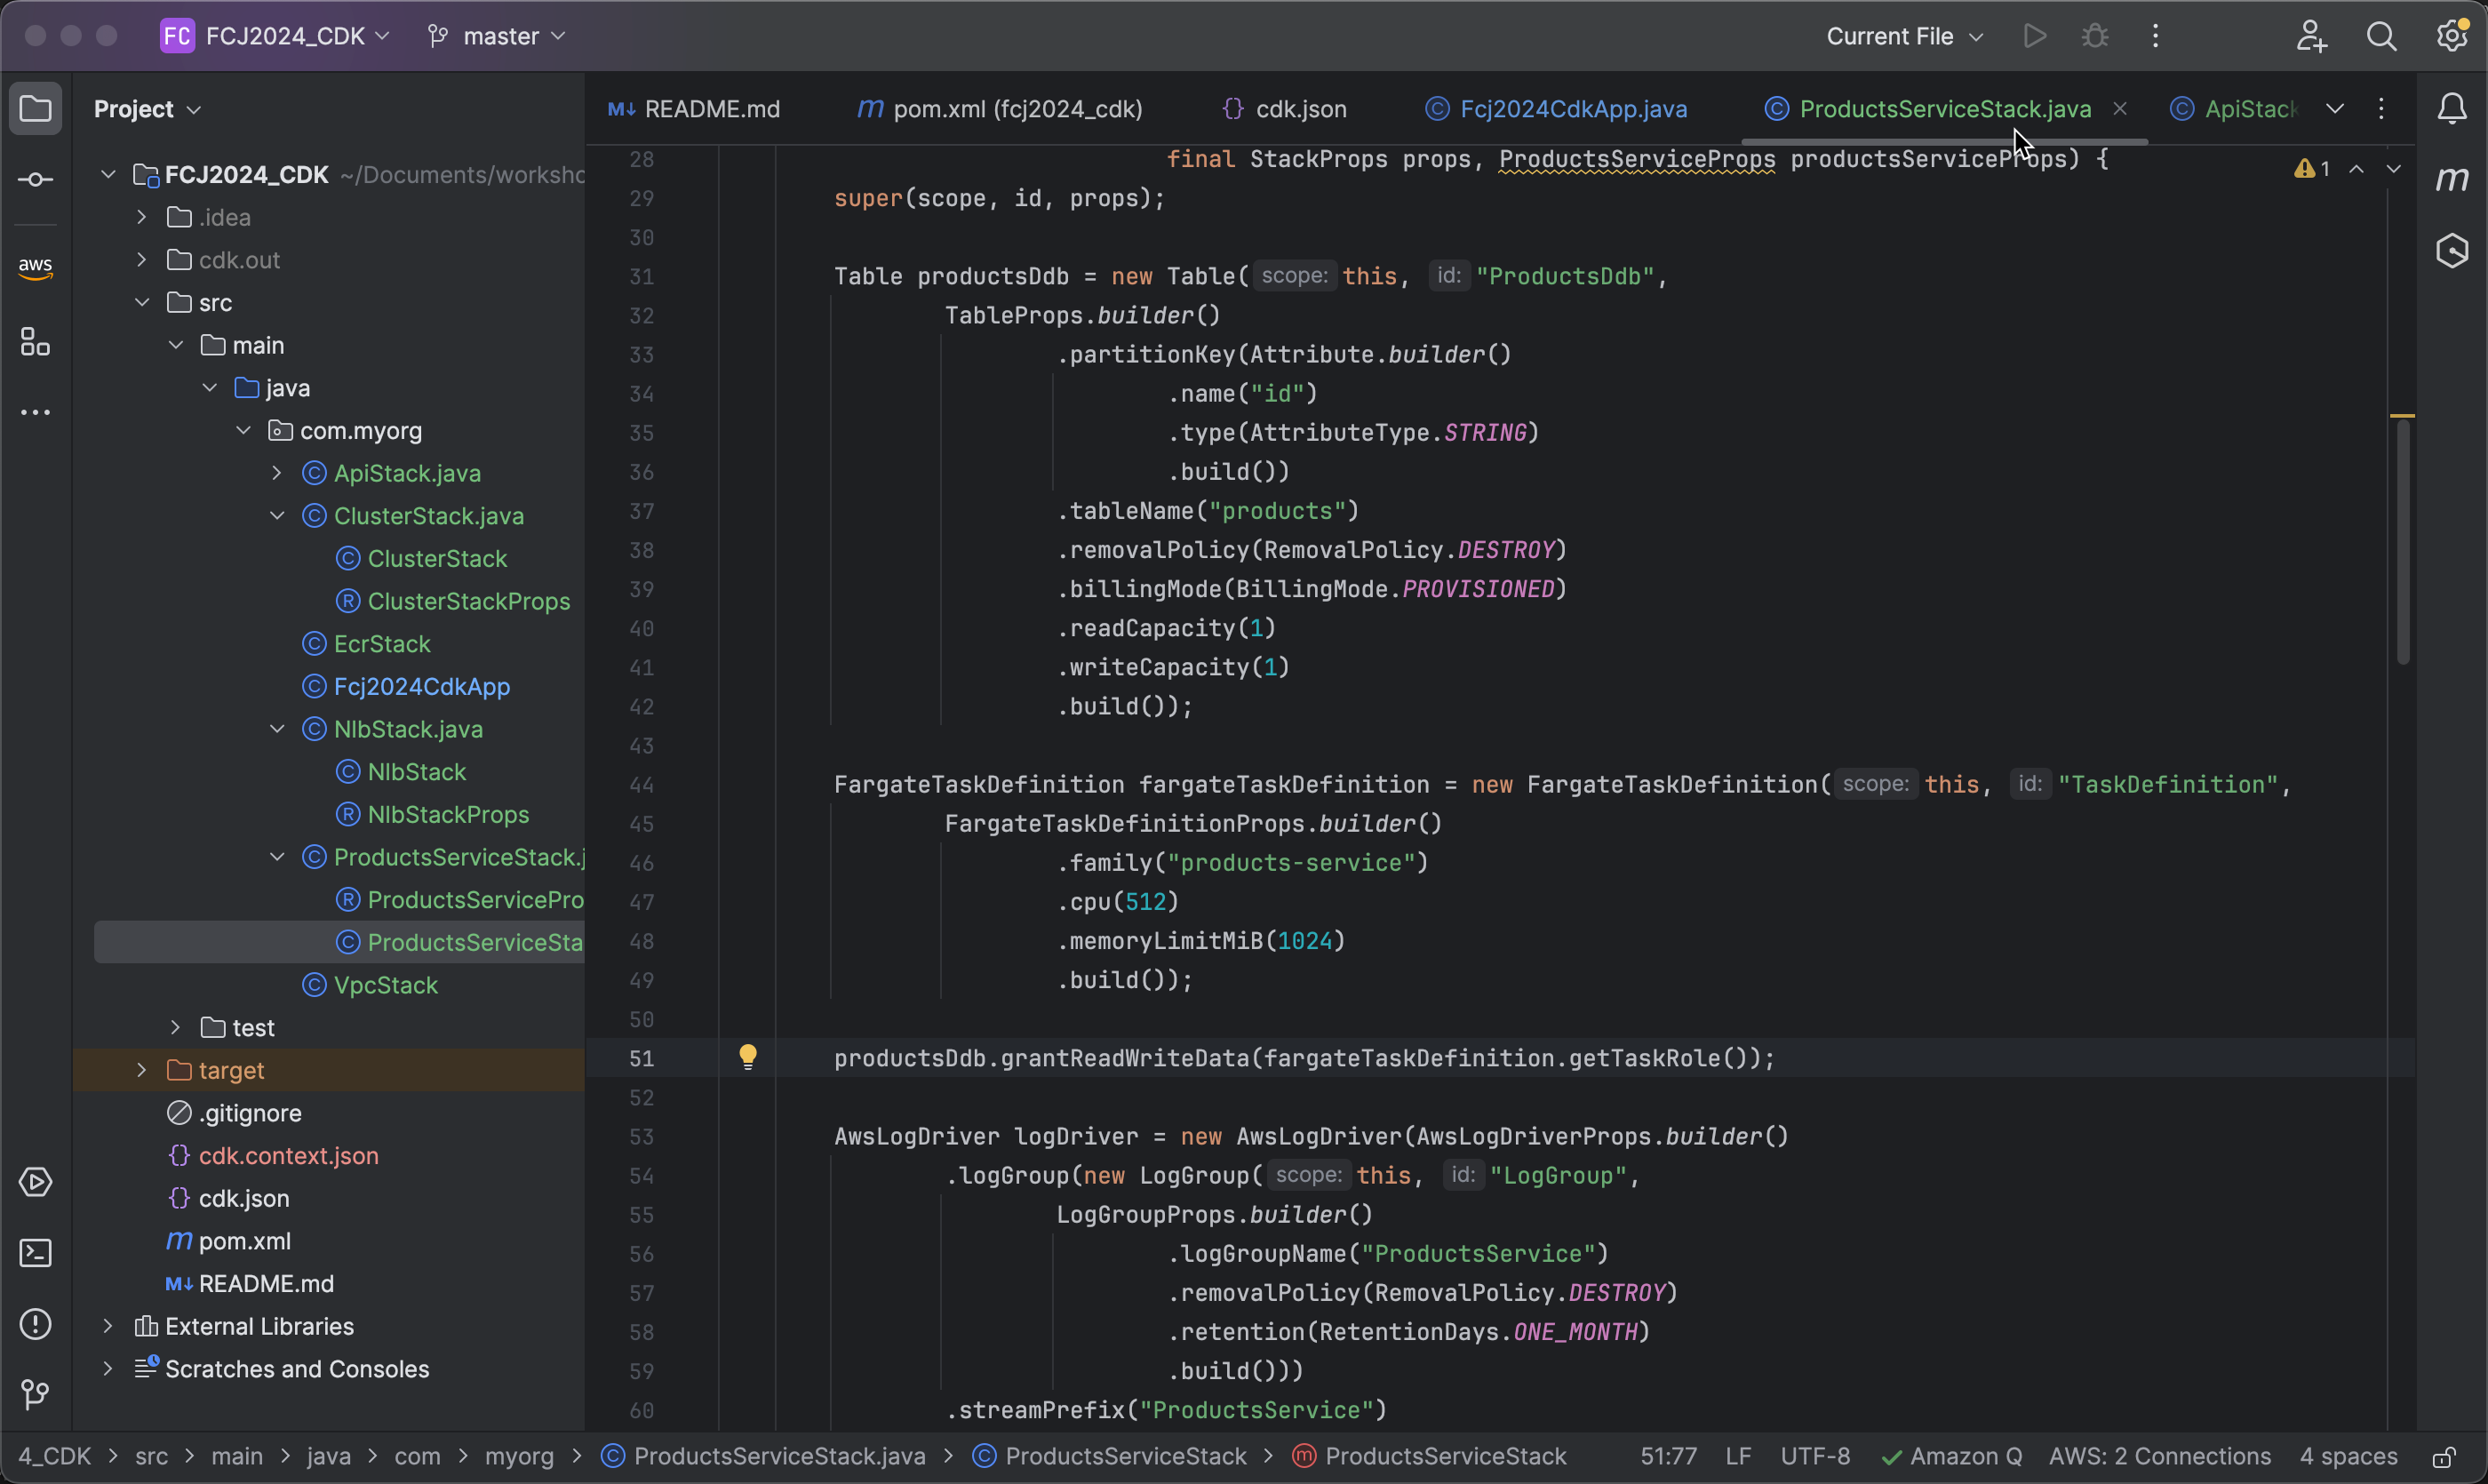 FC FCJ2024_CDK master Current File
Project
README.md pom.xml (fcj2024_cdk) cdk.json Fcj2024CdkApp.java ProductsServiceStack.java ApiStack
FCJ2024_CDK ~/Documents/worksho
.idea
cdk.out
src
main
java
com.myorg
ApiStack.java
ClusterStack.java
ClusterStack
ClusterStackProps
EcrStack
Fcj2024CdkApp
NlbStack.java
NlbStack
NlbStackProps
ProductsServiceStack.j
ProductsServicePro
ProductsServiceSta
VpcStack
test
target
.gitignore
cdk.context.json
cdk.json
pom.xml
README.md
External Libraries
Scratches and Consoles
aws
28 final StackProps props, ProductsServiceProps productsServiceProps) {
1
29 super(scope, id, props);
30
31 Table productsDdb = new Table( scope: this, id: "ProductsDdb",
32 TableProps.builder()
33 .partitionKey(Attribute.builder()
34 .name("id")
35 .type(AttributeType.STRING)
36 .build())
37 .tableName("products")
38 .removalPolicy(RemovalPolicy.DESTROY)
39 .billingMode(BillingMode.PROVISIONED)
40 .readCapacity(1)
41 .writeCapacity(1)
42 .build());
43
44 FargateTaskDefinition fargateTaskDefinition = new FargateTaskDefinition( scope: this, id: "TaskDefinition",
45 FargateTaskDefinitionProps.builder()
46 .family("products-service")
47 .cpu(512)
48 .memoryLimitMiB(1024)
49 .build());
50
51 productsDdb.grantReadWriteData(fargateTaskDefinition.getTaskRole());
52
53 AwsLogDriver logDriver = new AwsLogDriver(AwsLogDriverProps.builder()
54 .logGroup(new LogGroup( scope: this, id: "LogGroup",
55 LogGroupProps.builder()
56 .logGroupName("ProductsService")
57 .removalPolicy(RemovalPolicy.DESTROY)
58 .retention(RetentionDays.ONE_MONTH)
59 .build()))
60 .streamPrefix("ProductsService")
4_CDK > src > main > java > com > myorg > ProductsServiceStack.java > ProductsServiceStack > ProductsServiceStack 51:77 LF UTF-8 Amazon Q AWS: 2 Connections 4 spaces